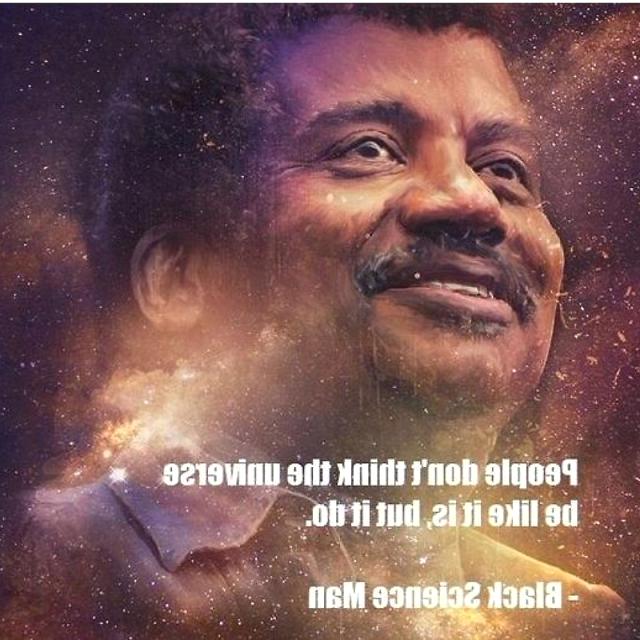 People don't think the universe
be like it is, but it do.
- Black Science Man